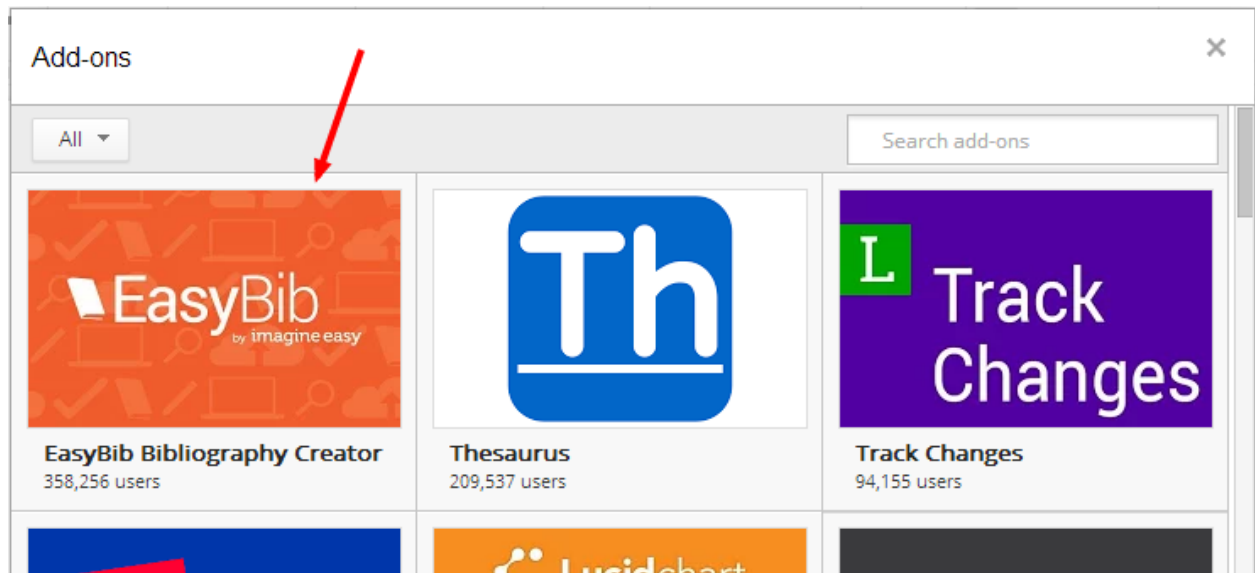 Add-ons
All
Search add-ons
EasyBib
by imagine easy
Th
L
Track
Changes
EasyBib Bibliography Creator
358,256 users
Thesaurus
209,537 users
Track Changes
94,155 users
Lucidchart